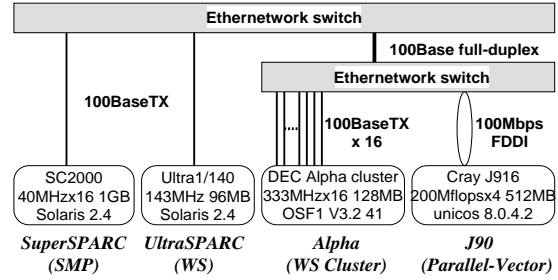 Ethernetwork switch
100Base full-duplex
Ethernetwork switch
100BaseTX
100BaseTX
x 16
100Mbps
FDDI
SC2000
40MHzx16 1GB
Solaris 2.4
Ultra1/140
143MHz 96MB
Solaris 2.4
DEC Alpha cluster
333MHzx16 128MB
OSF1 V3.2 41
Cray J916
200Mflopsx4 512MB
unicos 8.0.4.2
SuperSPARC
(SMP)
UltraSPARC
(WS)
Alpha
(WS Cluster)
J90
(Parallel-Vector)